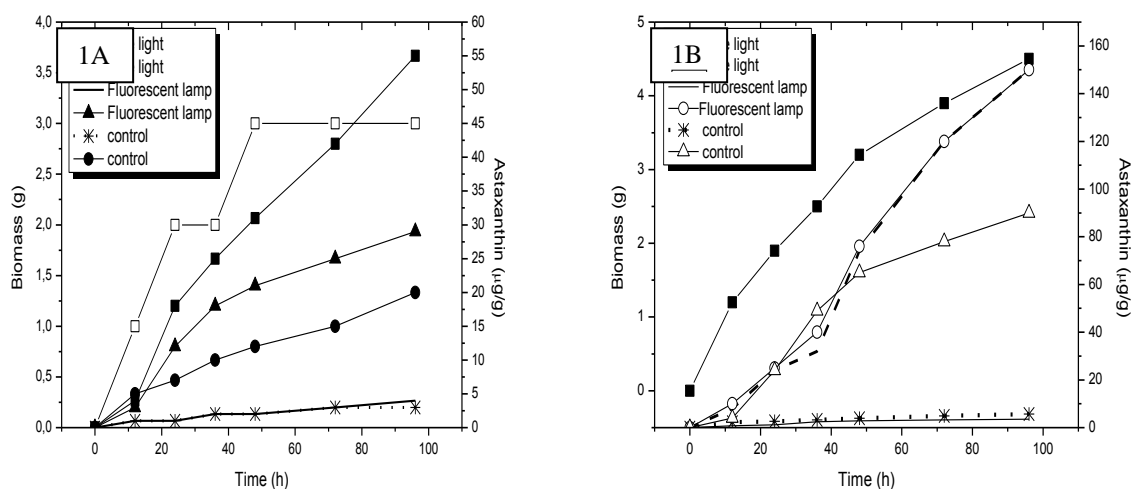 1A
light
light
Fluorescent lamp
Fluorescent lamp
control
control
4,0
3,5
3,0
2,5
2,0
1,5
1,0
0,5
0,0
Biomass (g)
60
55
50
45
40
35
30
25
20
15
10
5
0
Astaxanthin (µg/g)
0 20 40 60 80 100
Time (h)
1B
light
light
Fluorescent lamp
Fluorescent lamp
control
control
5
4
3
2
1
0
Biomass (g)
160
140
120
100
80
60
40
20
0
Astaxanthin (µg/g)
0 20 40 60 80 100
Time (h)